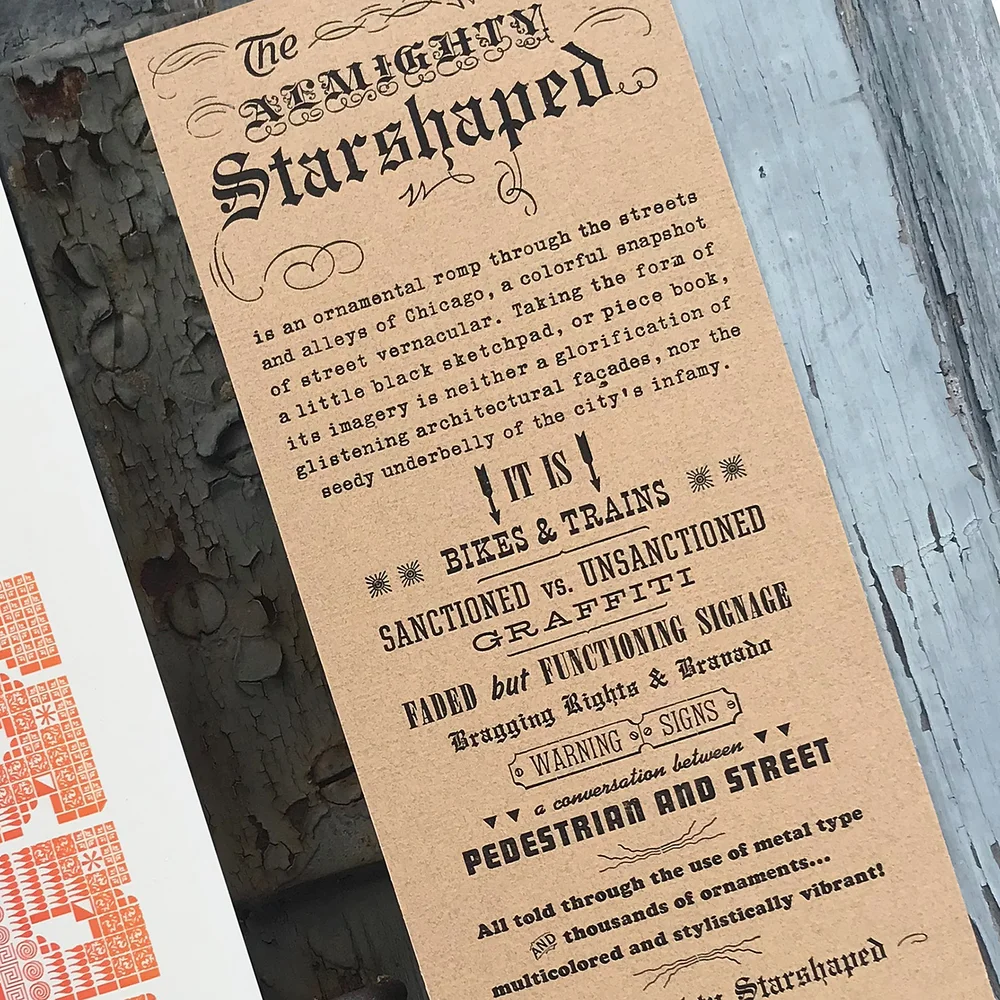 The
ALMIGHTY
Starshaped
is an ornamental romp through the streets
and alleys of Chicago, a colorful snapshot
of street vernacular. Taking the form of
a little black sketchpad, or piece book,
its imagery is neither a glorification of
glistening architectural façades, nor the
seedy underbelly of the city's infamy.
IT IS
BIKES & TRAINS
SANCTIONED vs. UNSANCTIONED
GRAFFITI
FADED but FUNCTIONING SIGNAGE
Bragging Rights & Bravado
WARNING SIGNS
a conversation between
PEDESTRIAN AND STREET
All told through the use of metal type
AND thousands of ornaments...
multicolored and stylistically vibrant!
Starshaped